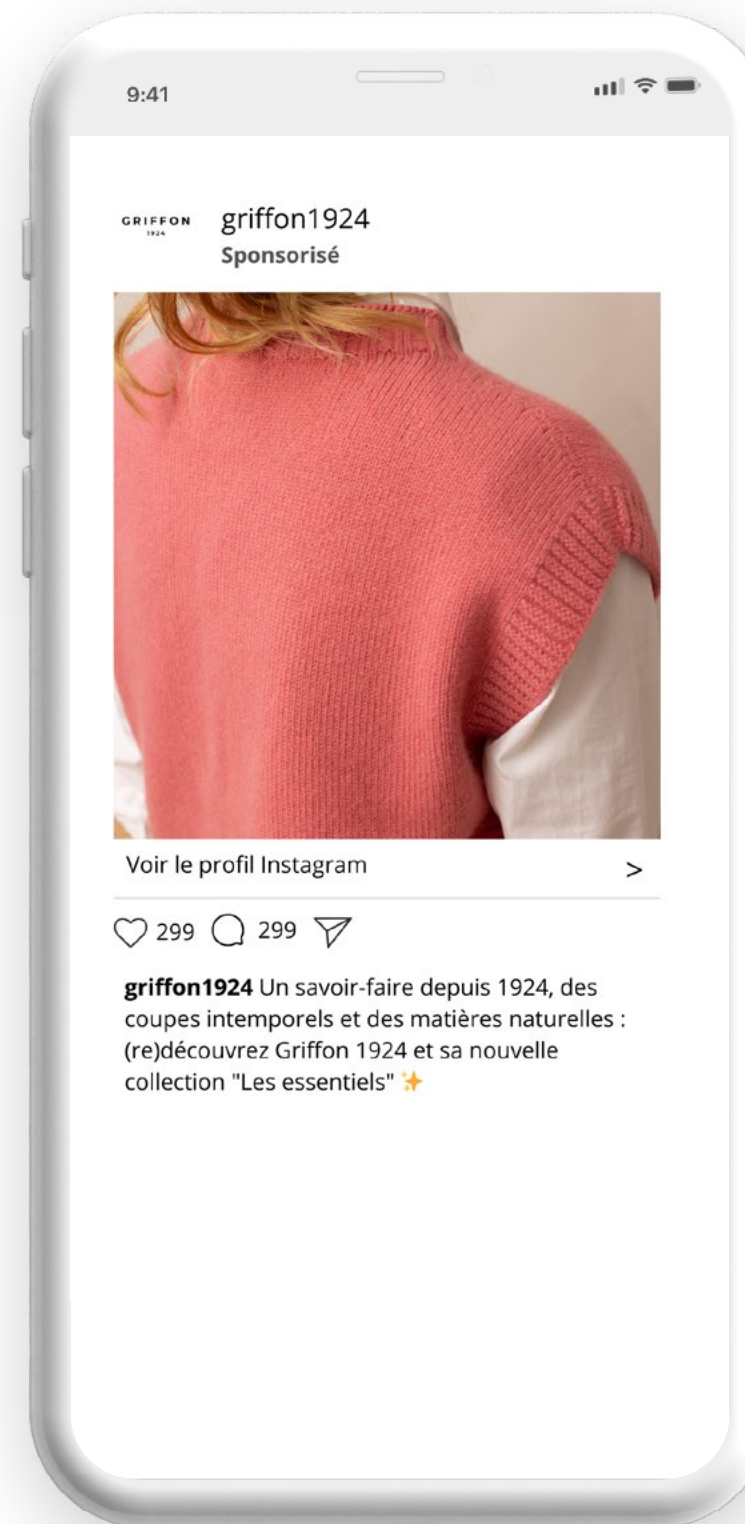 9:41
GRIFFON
1924
griffon1924
Sponsorisé
Voir le profil Instagram >
299 299
griffon1924 Un savoir-faire depuis 1924, des
coupes intemporels et des matières naturelles :
(re)découvrez Griffon 1924 et sa nouvelle
collection "Les essentiels" ✨